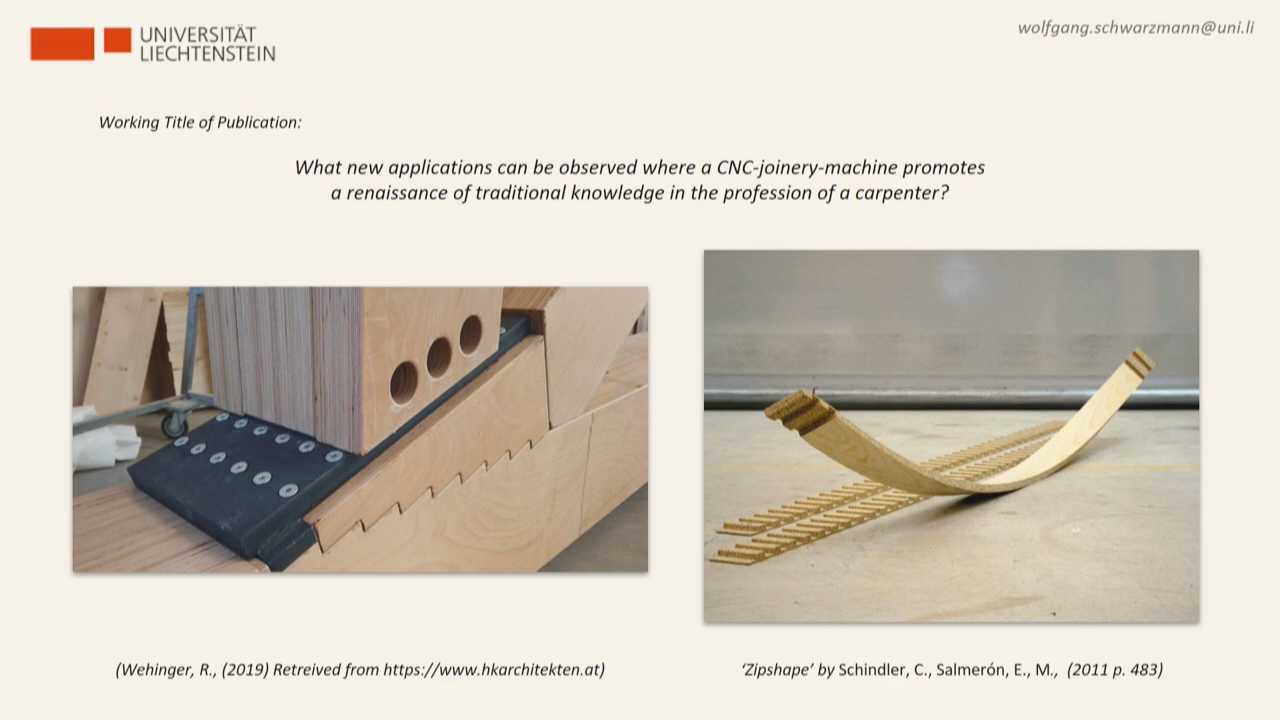 UNIVERSITÄT
LIECHTENSTEIN
wolfgang.schwarzmann@uni.li
Working Title of Publication:
What new applications can be observed where a CNC-joinery-machine promotes
a renaissance of traditional knowledge in the profession of a carpenter?
(Wehinger, R., (2019) Retreived from https://www.hkarchitekten.at)
‘Zipshape’ by Schindler, C., Salmerón, E., M., (2011 p. 483)